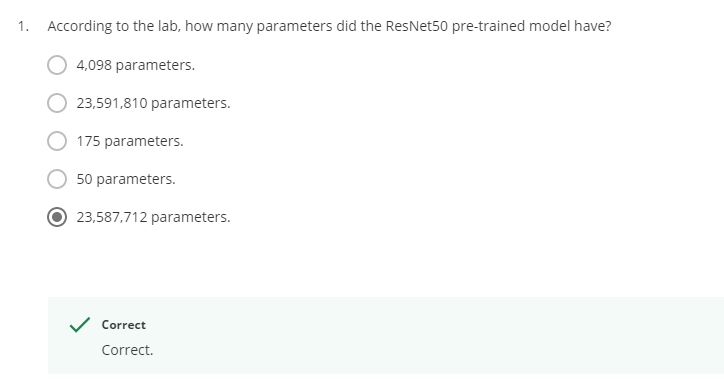 1. According to the lab, how many parameters did the ResNet50 pre-trained model have?
4,098 parameters.
23,591,810 parameters.
175 parameters.
50 parameters.
23,587,712 parameters.
Correct
Correct.